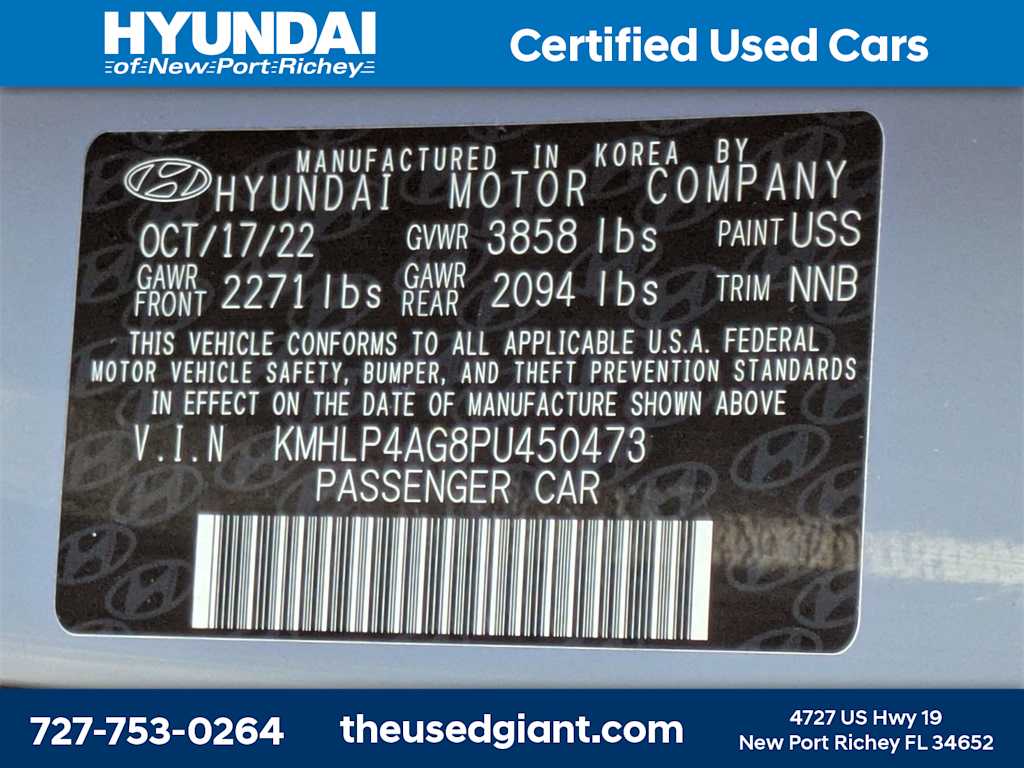 HYUNDAI
of New Port Richey
Certified Used Cars
MANUFACTURED IN KOREA BY
HYUNDAI MOTOR COMPANY
OCT/17/22 GVWR 3858 lbs PAINT USS
GAWR FRONT 2271 lbs GAWR REAR 2094 lbs TRIM NNB
THIS VEHICLE CONFORMS TO ALL APPLICABLE U.S.A. FEDERAL
MOTOR VEHICLE SAFETY, BUMPER, AND THEFT PREVENTION STANDARDS
IN EFFECT ON THE DATE OF MANUFACTURE SHOWN ABOVE
V.I.N KMHLP4AG8PU450473
PASSENGER CAR
727-753-0264
theusedgiant.com
4727 US Hwy 19
New Port Richey FL 34652